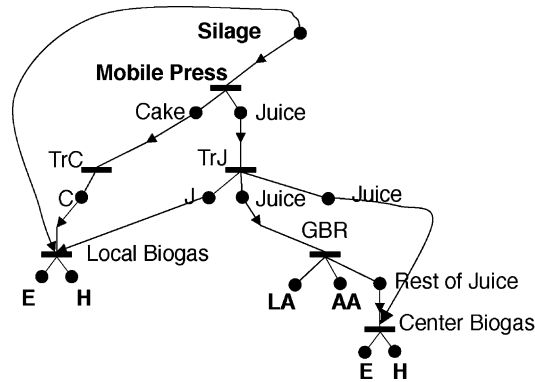 Silage
Mobile Press
Cake
Juice
TrC
TrJ
C
J
Juice
Juice
Local Biogas
GBR
E
H
LA
AA
Rest of Juice
Center Biogas
E
H